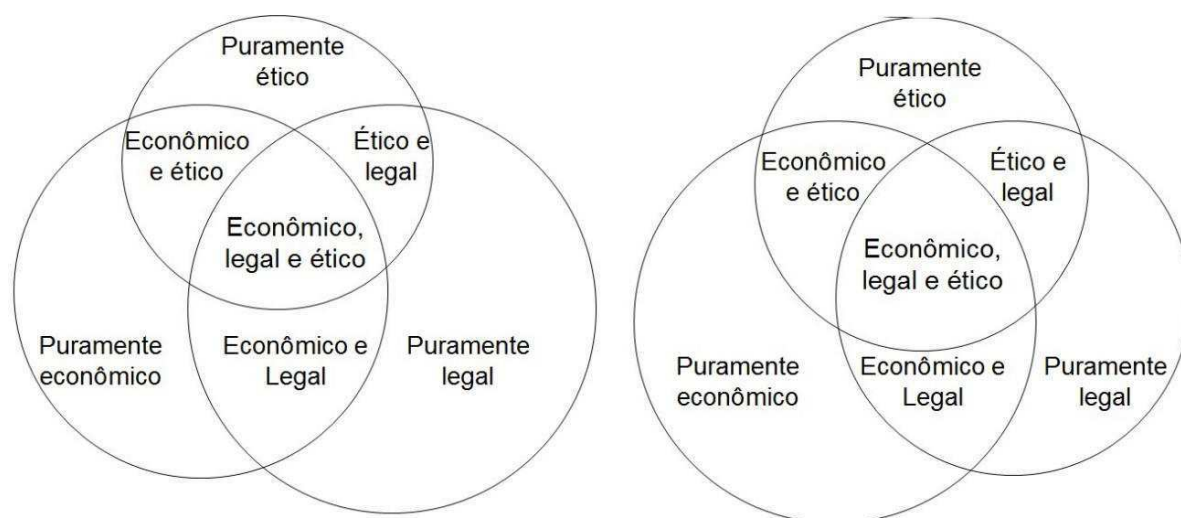 Puramente
ético
Econômico
e ético
Ético e
legal
Econômico,
legal e ético
Puramente
econômico
Econômico e
Legal
Puramente
legal
Puramente
ético
Econômico
e ético
Ético e
legal
Econômico,
legal e ético
Puramente
econômico
Econômico e
Legal
Puramente
legal